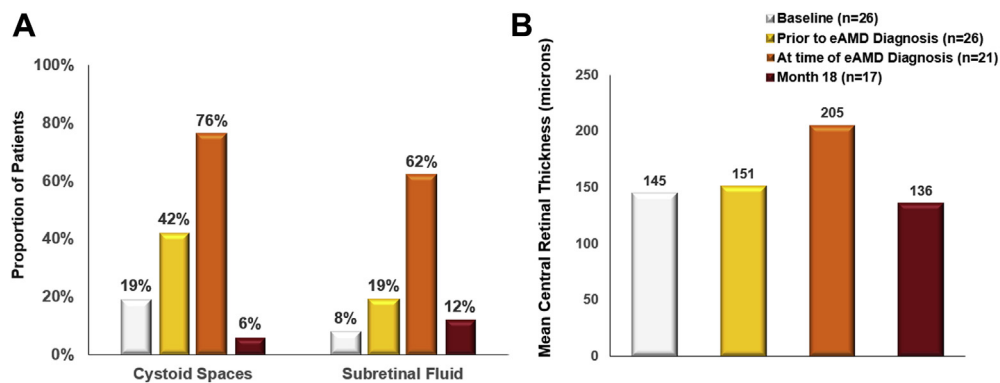 A
Proportion of Patients
100%
80%
60%
40%
20%
0%
19%
42%
76%
6%
8%
19%
62%
12%
Cystoid Spaces
Subretinal Fluid
B
Baseline (n=26)
Prior to eAMD Diagnosis (n=26)
At time of eAMD Diagnosis (n=21)
Month 18 (n=17)
Mean Central Retinal Thickness (microns)
250
200
150
100
50
0
145
151
205
136